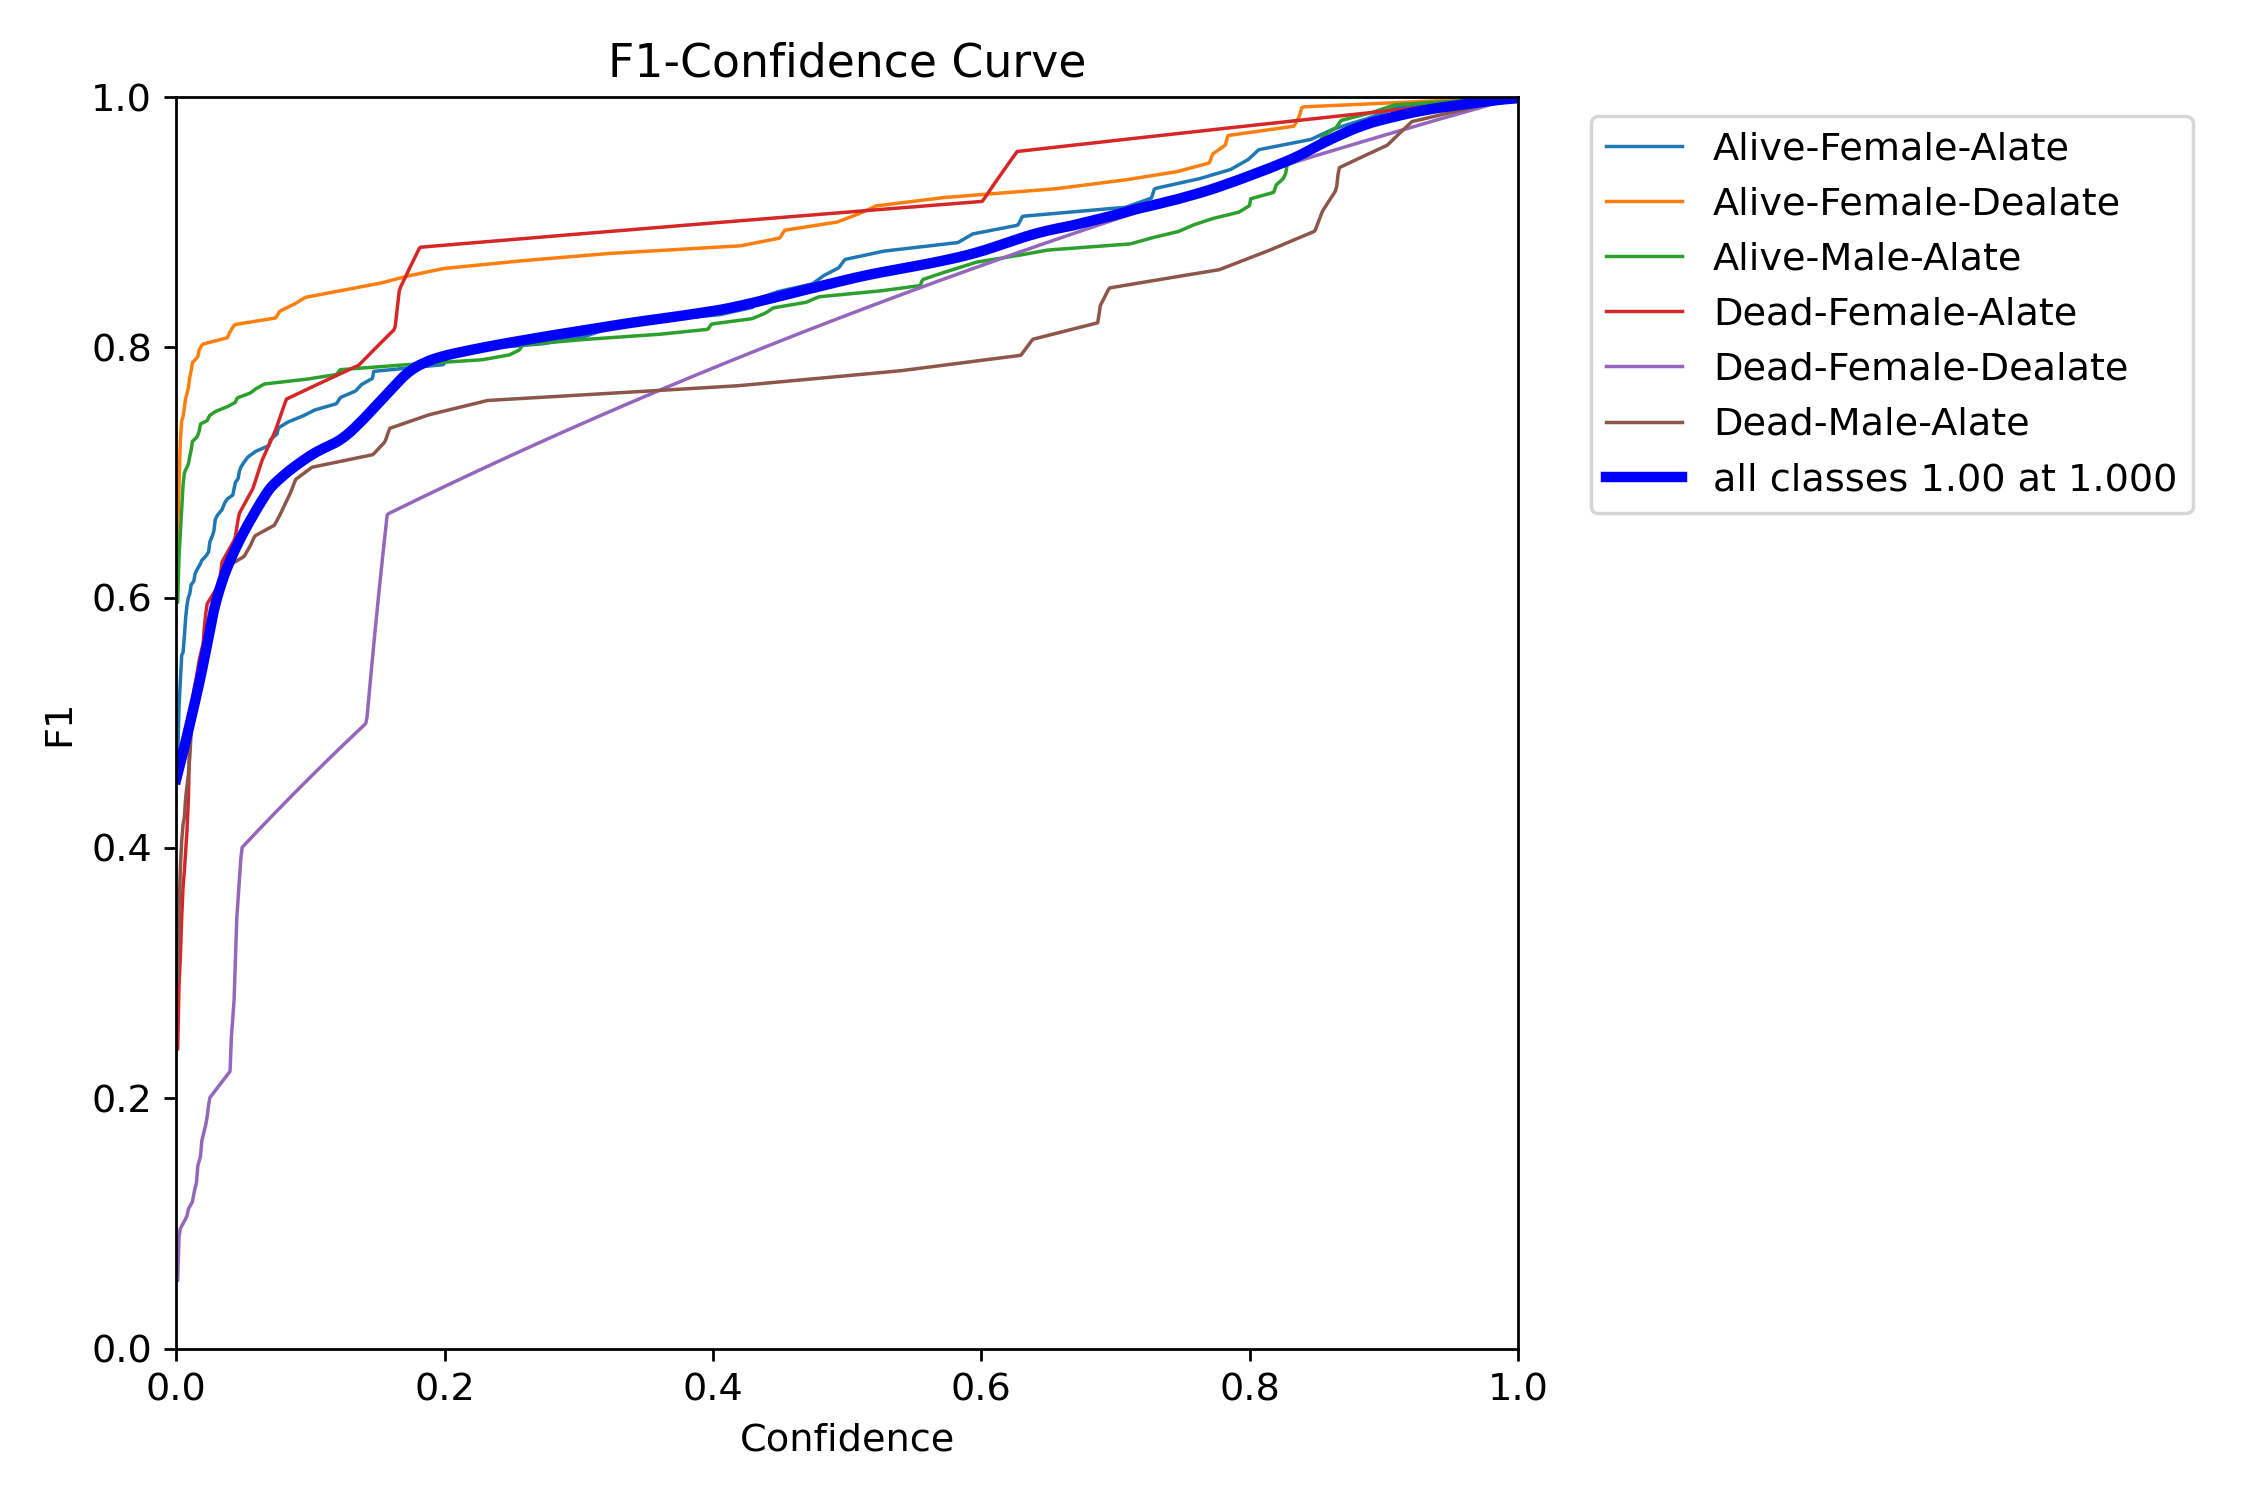 F1-Confidence Curve
1.0
0.8
0.6
0.4
0.2
0.0
F1
0.0 0.2 0.4 0.6 0.8 1.0
Confidence
Alive-Female-Alate
Alive-Female-Dealate
Alive-Male-Alate
Dead-Female-Alate
Dead-Female-Dealate
Dead-Male-Alate
all classes 1.00 at 1.000